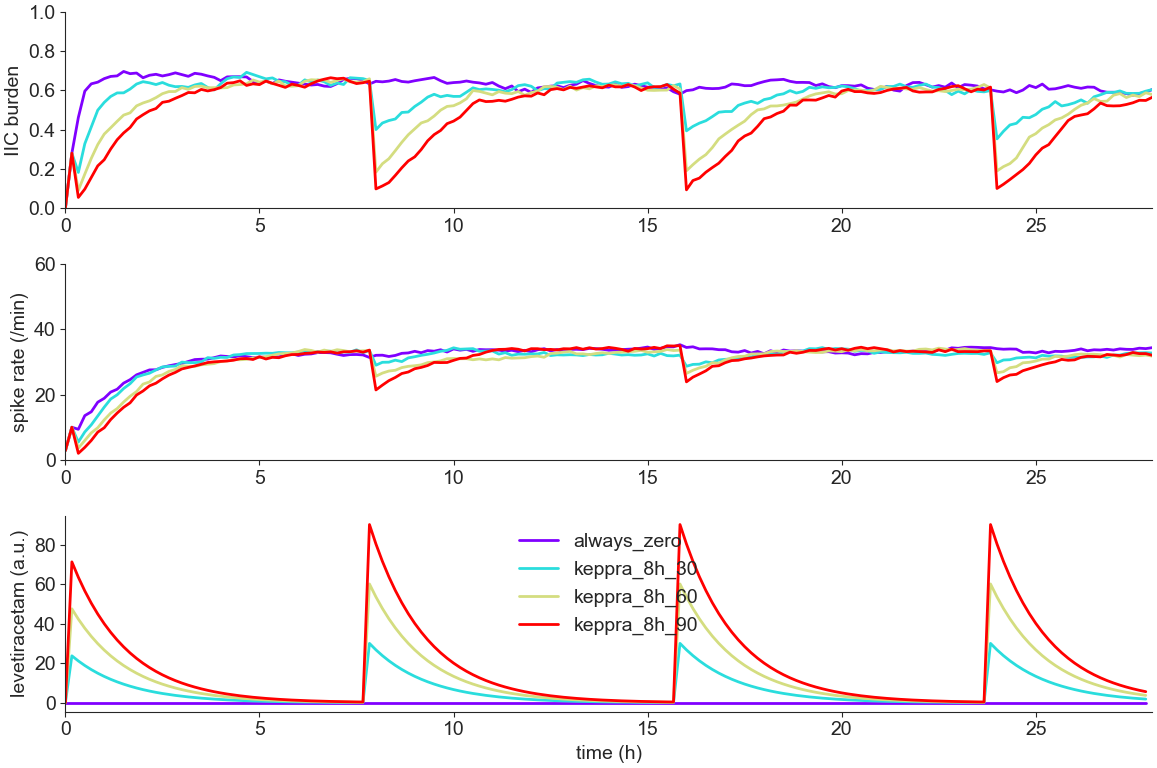 IIC burden
1.0
0.8
0.6
0.4
0.2
0.0
0 5 10 15 20 25
spike rate (/min)
60
40
20
0
0 5 10 15 20 25
levetiracetam (a.u.)
80
60
40
20
0
always_zero
keppra_8h_30
keppra_8h_60
keppra_8h_90
0 5 10 15 20 25
time (h)